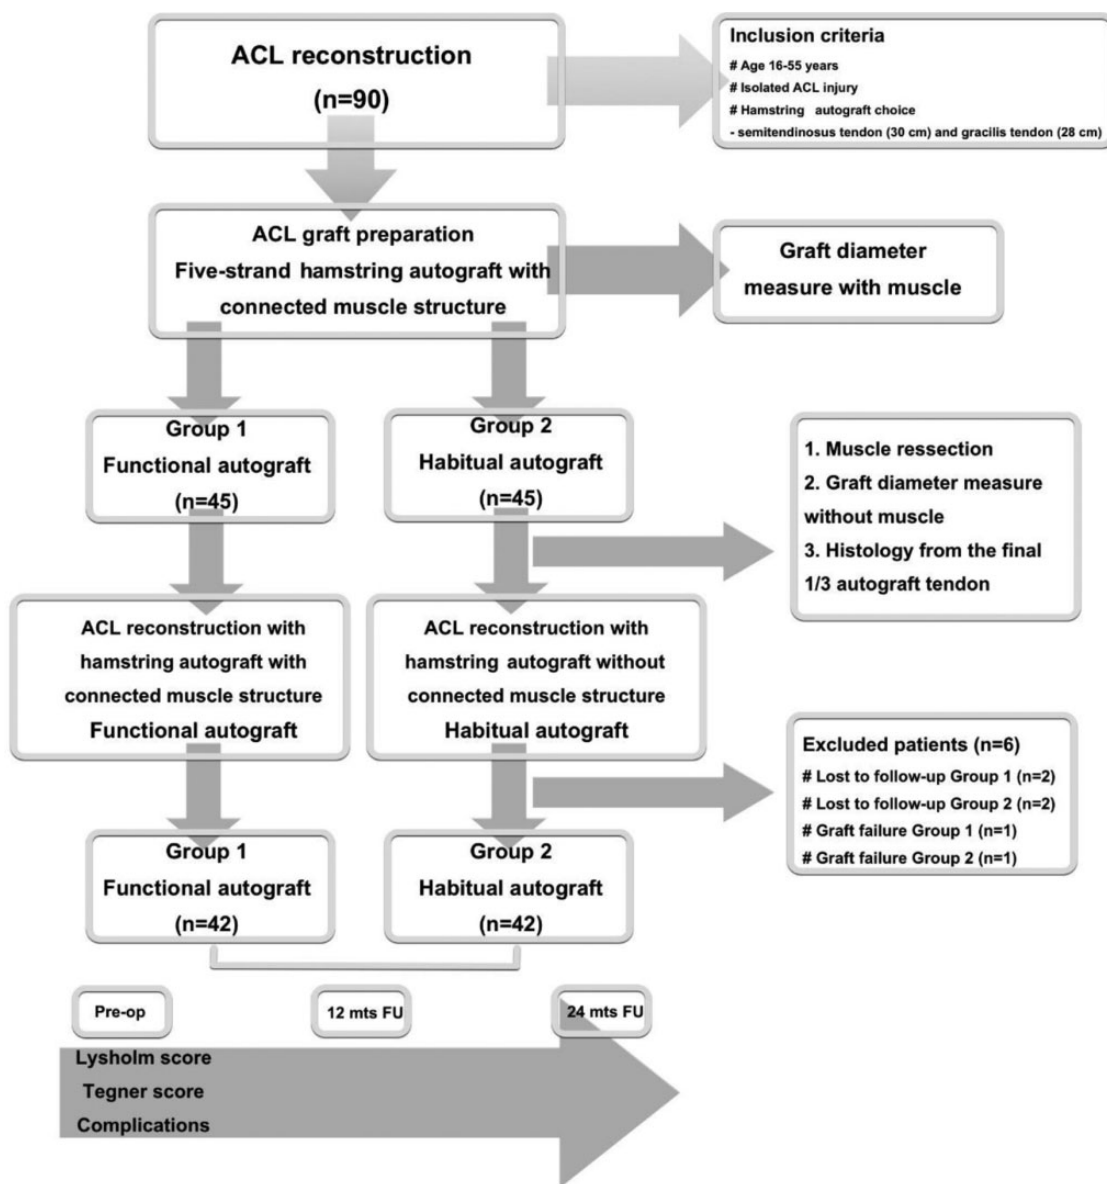 ACL reconstruction
(n=90)
Inclusion criteria
# Age 16-55 years
# Isolated ACL injury
# Hamstring autograft choice
- semitendinosus tendon (30 cm) and gracilis tendon (28 cm)
ACL graft preparation
Five-strand hamstring autograft with
connected muscle structure
Graft diameter
measure with muscle
Group 1
Functional autograft
(n=45)
Group 2
Habitual autograft
(n=45)
1. Muscle ressection
2. Graft diameter measure
without muscle
3. Histology from the final
1/3 autograft tendon
ACL reconstruction with
hamstring autograft with
connected muscle structure
Functional autograft
ACL reconstruction with
hamstring autograft without
connected muscle structure
Habitual autograft
Excluded patients (n=6)
# Lost to follow-up Group 1 (n=2)
# Lost to follow-up Group 2 (n=2)
# Graft failure Group 1 (n=1)
# Graft failure Group 2 (n=1)
Group 1
Functional autograft
(n=42)
Group 2
Habitual autograft
(n=42)
Pre-op
12 mts FU
24 mts FU
Lysholm score
Tegner score
Complications